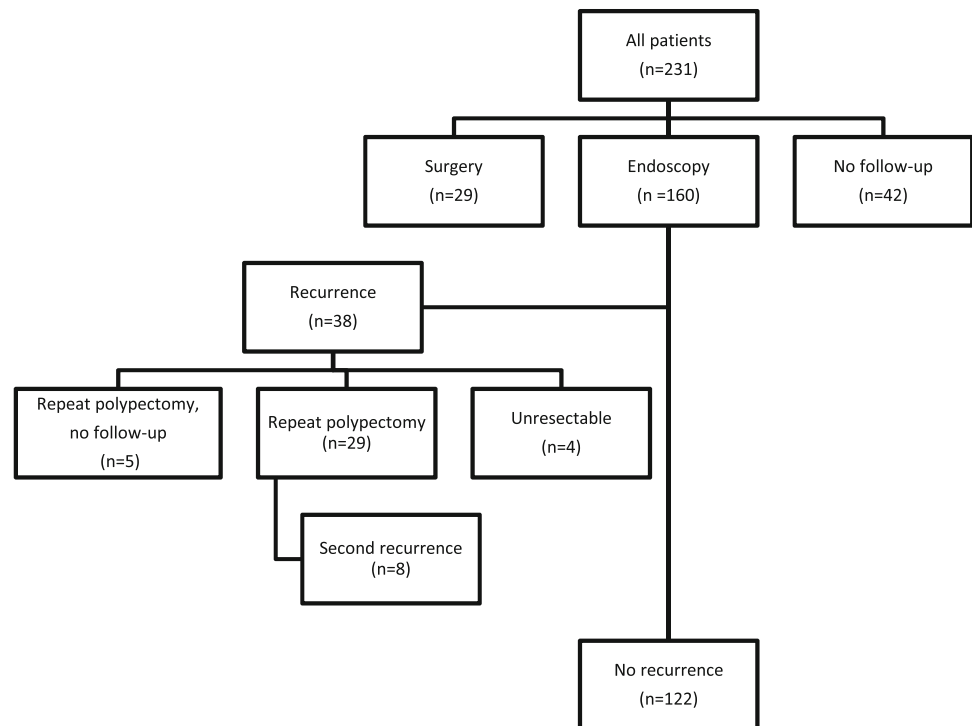 All patients
(n=231)
Surgery
(n=29)
Endoscopy
(n =160)
No follow-up
(n=42)
Recurrence
(n=38)
Repeat polypectomy,
no follow-up
(n=5)
Repeat polypectomy
(n=29)
Unresectable
(n=4)
Second recurrence
(n=8)
No recurrence
(n=122)